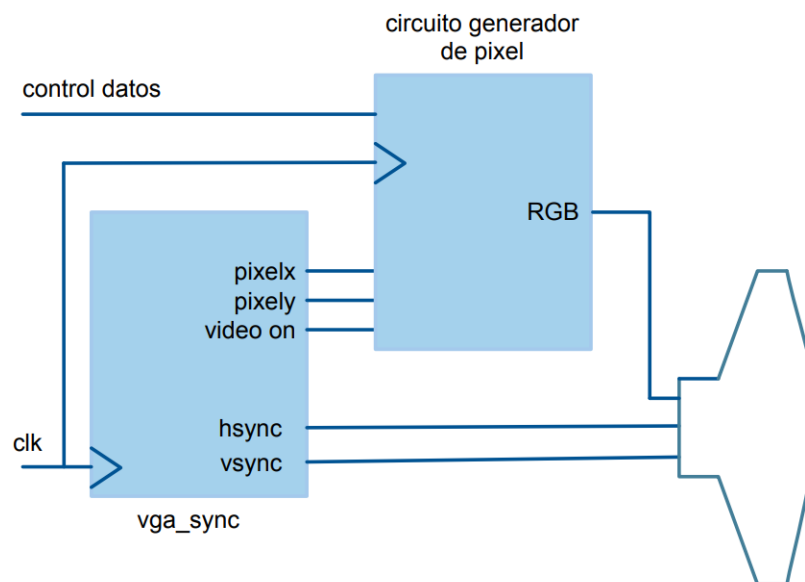 circuito generador
de pixel
control datos
RGB
pixelx
pixely
video on
hsync
clk
vsync
vga_sync